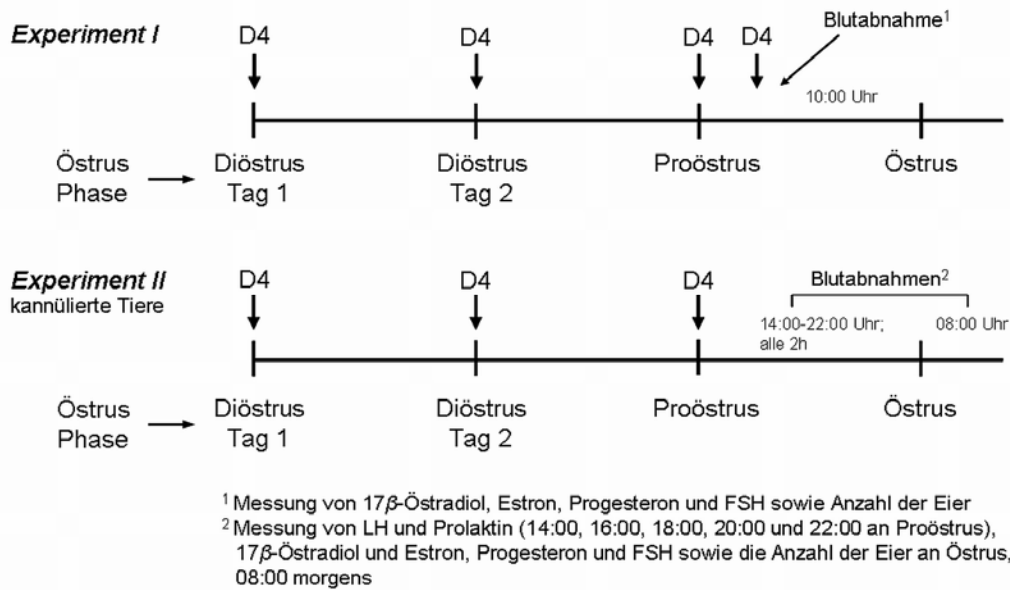 Experiment I
D4 D4 D4 D4
Blutabnahme¹
10:00 Uhr
Östrus
Phase
Diöstrus
Tag 1
Diöstrus
Tag 2
Proöstrus
Östrus
Experiment II
kannülierte Tiere
D4 D4 D4
Blutabnahmen²
14:00-22:00 Uhr;
alle 2h
08:00 Uhr
Östrus
Phase
Diöstrus
Tag 1
Diöstrus
Tag 2
Proöstrus
Östrus
¹ Messung von 17β-Östradiol, Estron, Progesteron und FSH sowie Anzahl der Eier
² Messung von LH und Prolaktin (14:00, 16:00, 18:00, 20:00 und 22:00 an Proöstrus),
17β-Östradiol und Estron, Progesteron und FSH sowie die Anzahl der Eier an Östrus,
08:00 morgens